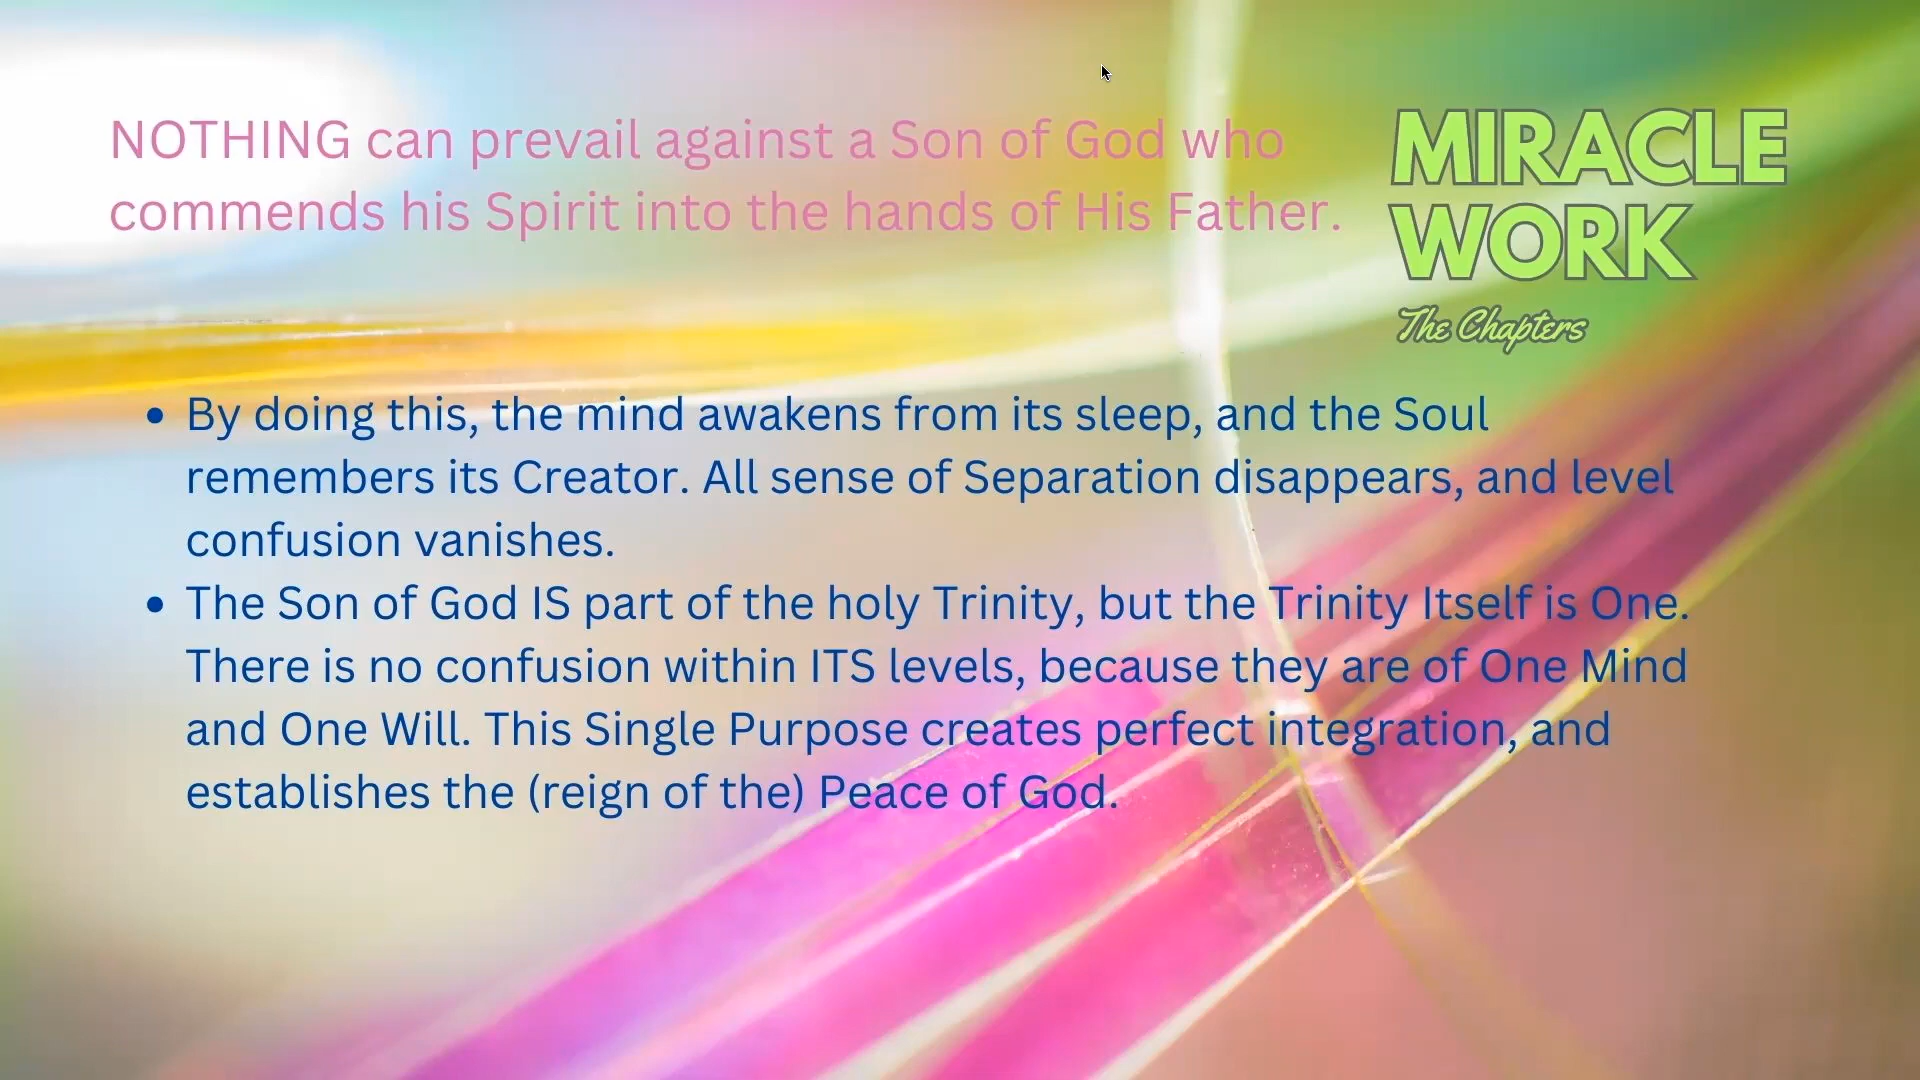 NOTHING can prevail against a Son of God who
commends his Spirit into the hands of His Father.
MIRACLE
WORK
The Chapters
• By doing this, the mind awakens from its sleep, and the Soul
remembers its Creator. All sense of Separation disappears, and level
confusion vanishes.
• The Son of God IS part of the holy Trinity, but the Trinity Itself is One.
There is no confusion within ITS levels, because they are of One Mind
and One Will. This Single Purpose creates perfect integration, and
establishes the (reign of the) Peace of God.